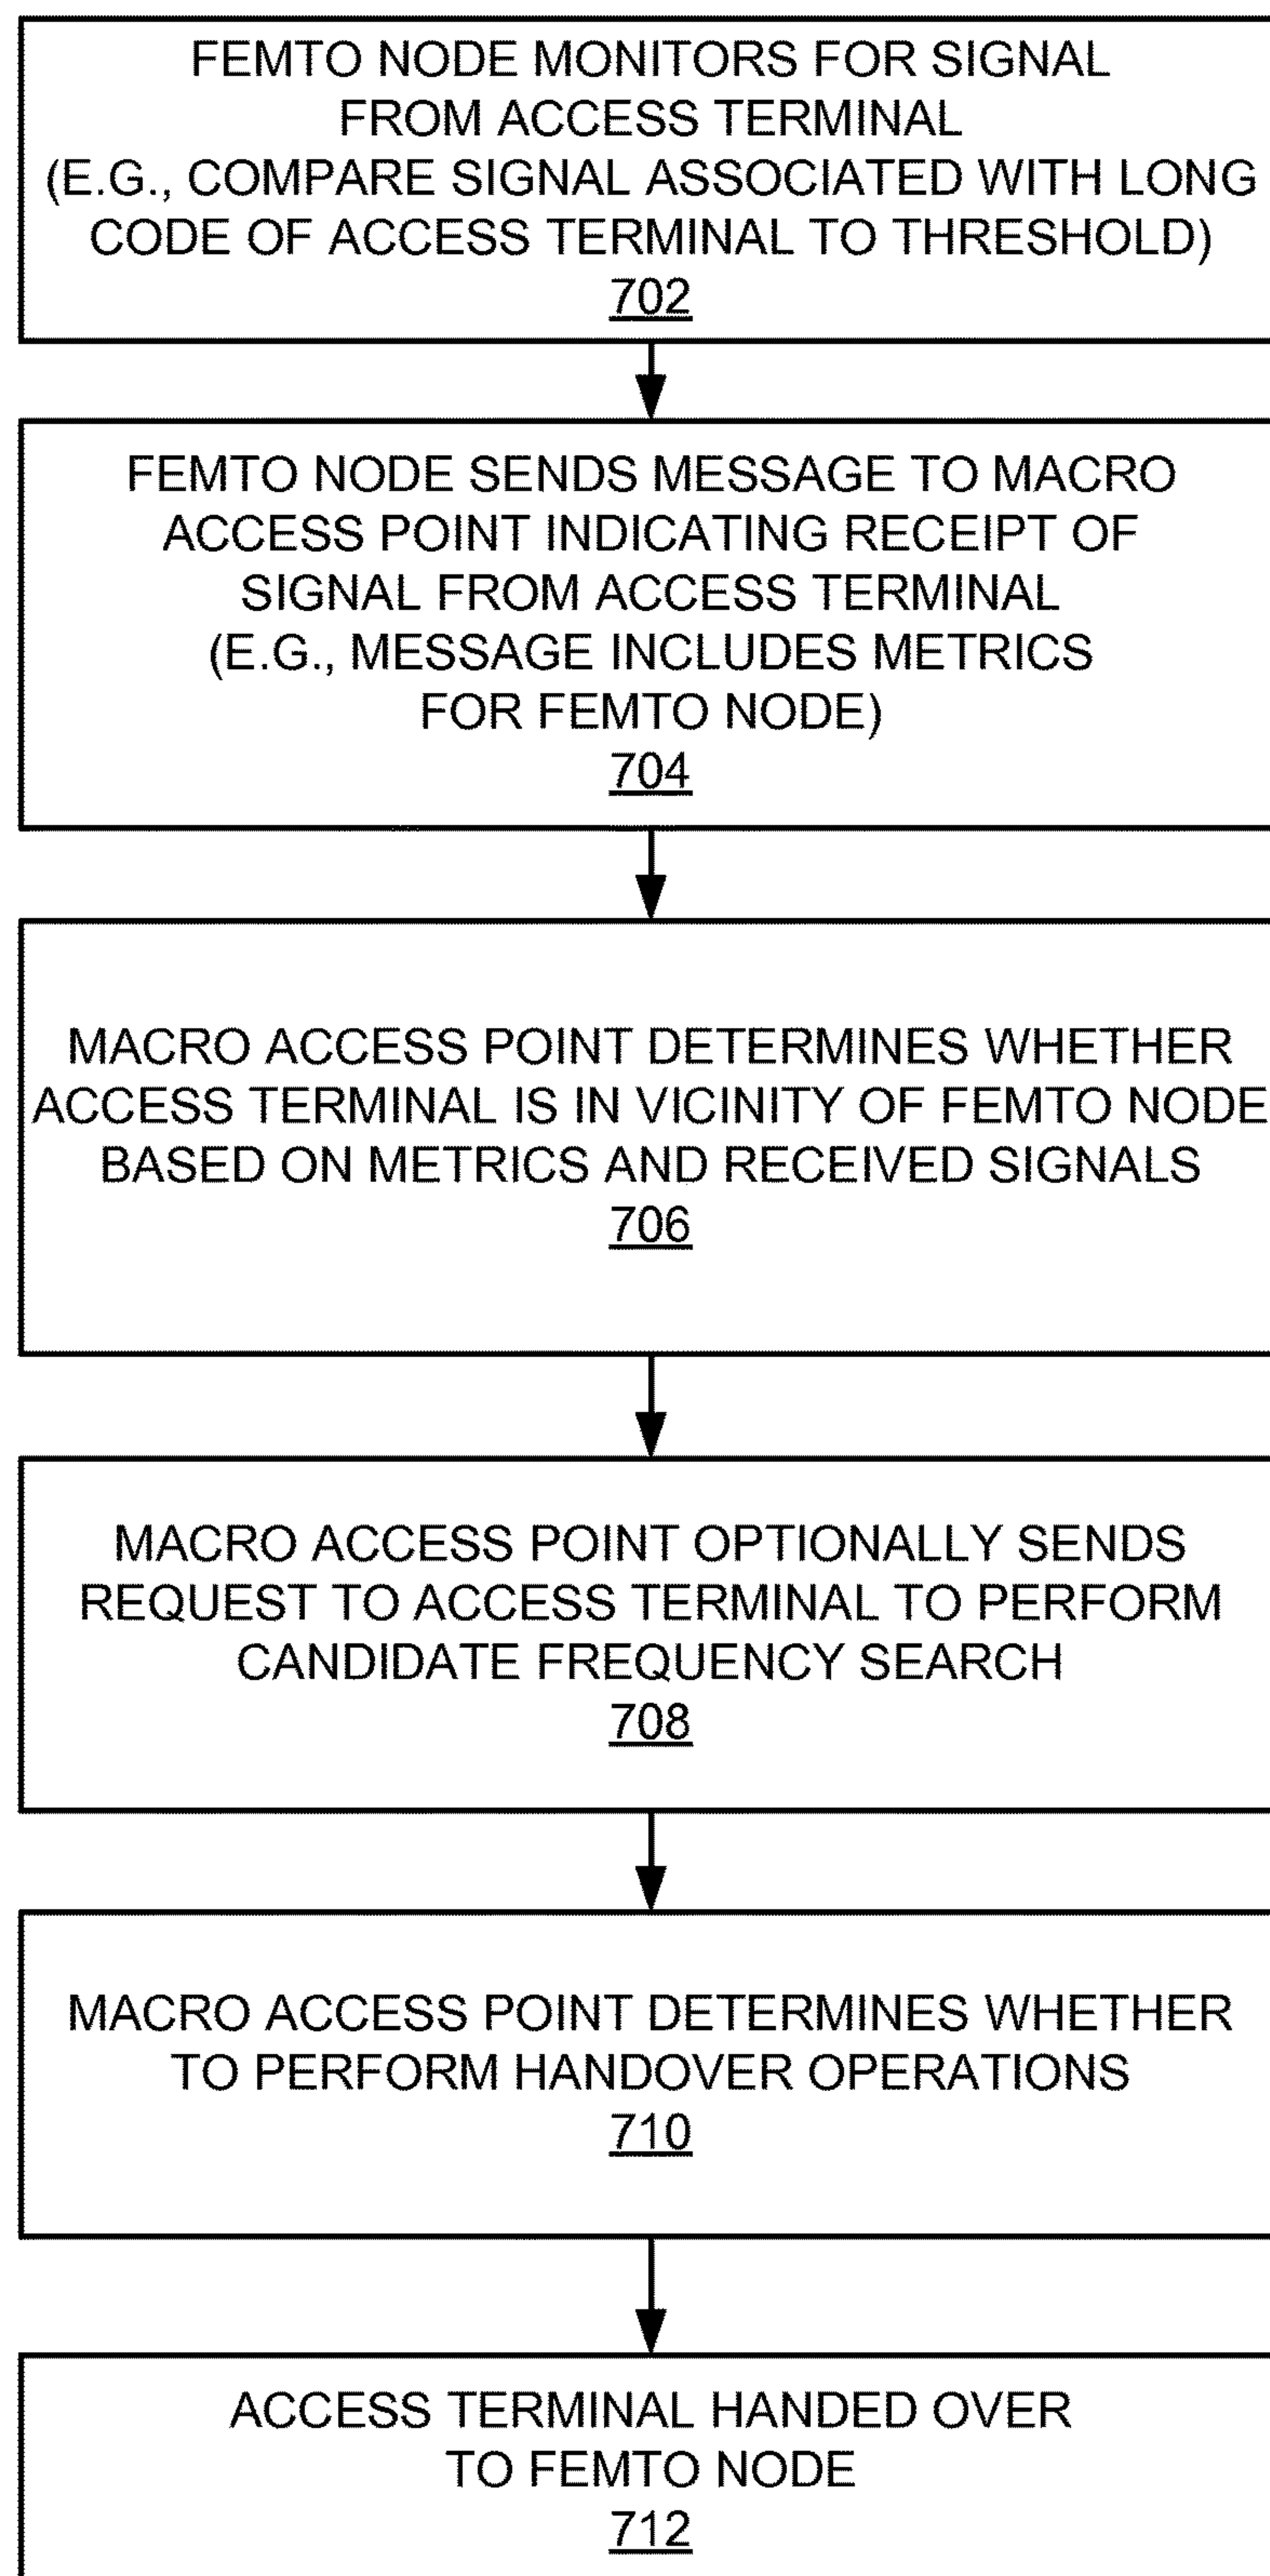 FEMTO NODE MONITORS FOR SIGNAL
FROM ACCESS TERMINAL
(E.G., COMPARE SIGNAL ASSOCIATED WITH LONG
CODE OF ACCESS TERMINAL TO THRESHOLD)
702
FEMTO NODE SENDS MESSAGE TO MACRO
ACCESS POINT INDICATING RECEIPT OF
SIGNAL FROM ACCESS TERMINAL
(E.G., MESSAGE INCLUDES METRICS
FOR FEMTO NODE)
704
MACRO ACCESS POINT DETERMINES WHETHER
ACCESS TERMINAL IS IN VICINITY OF FEMTO NODE
BASED ON METRICS AND RECEIVED SIGNALS
706
MACRO ACCESS POINT OPTIONALLY SENDS
REQUEST TO ACCESS TERMINAL TO PERFORM
CANDIDATE FREQUENCY SEARCH
708
MACRO ACCESS POINT DETERMINES WHETHER
TO PERFORM HANDOVER OPERATIONS
710
ACCESS TERMINAL HANDED OVER
TO FEMTO NODE
712